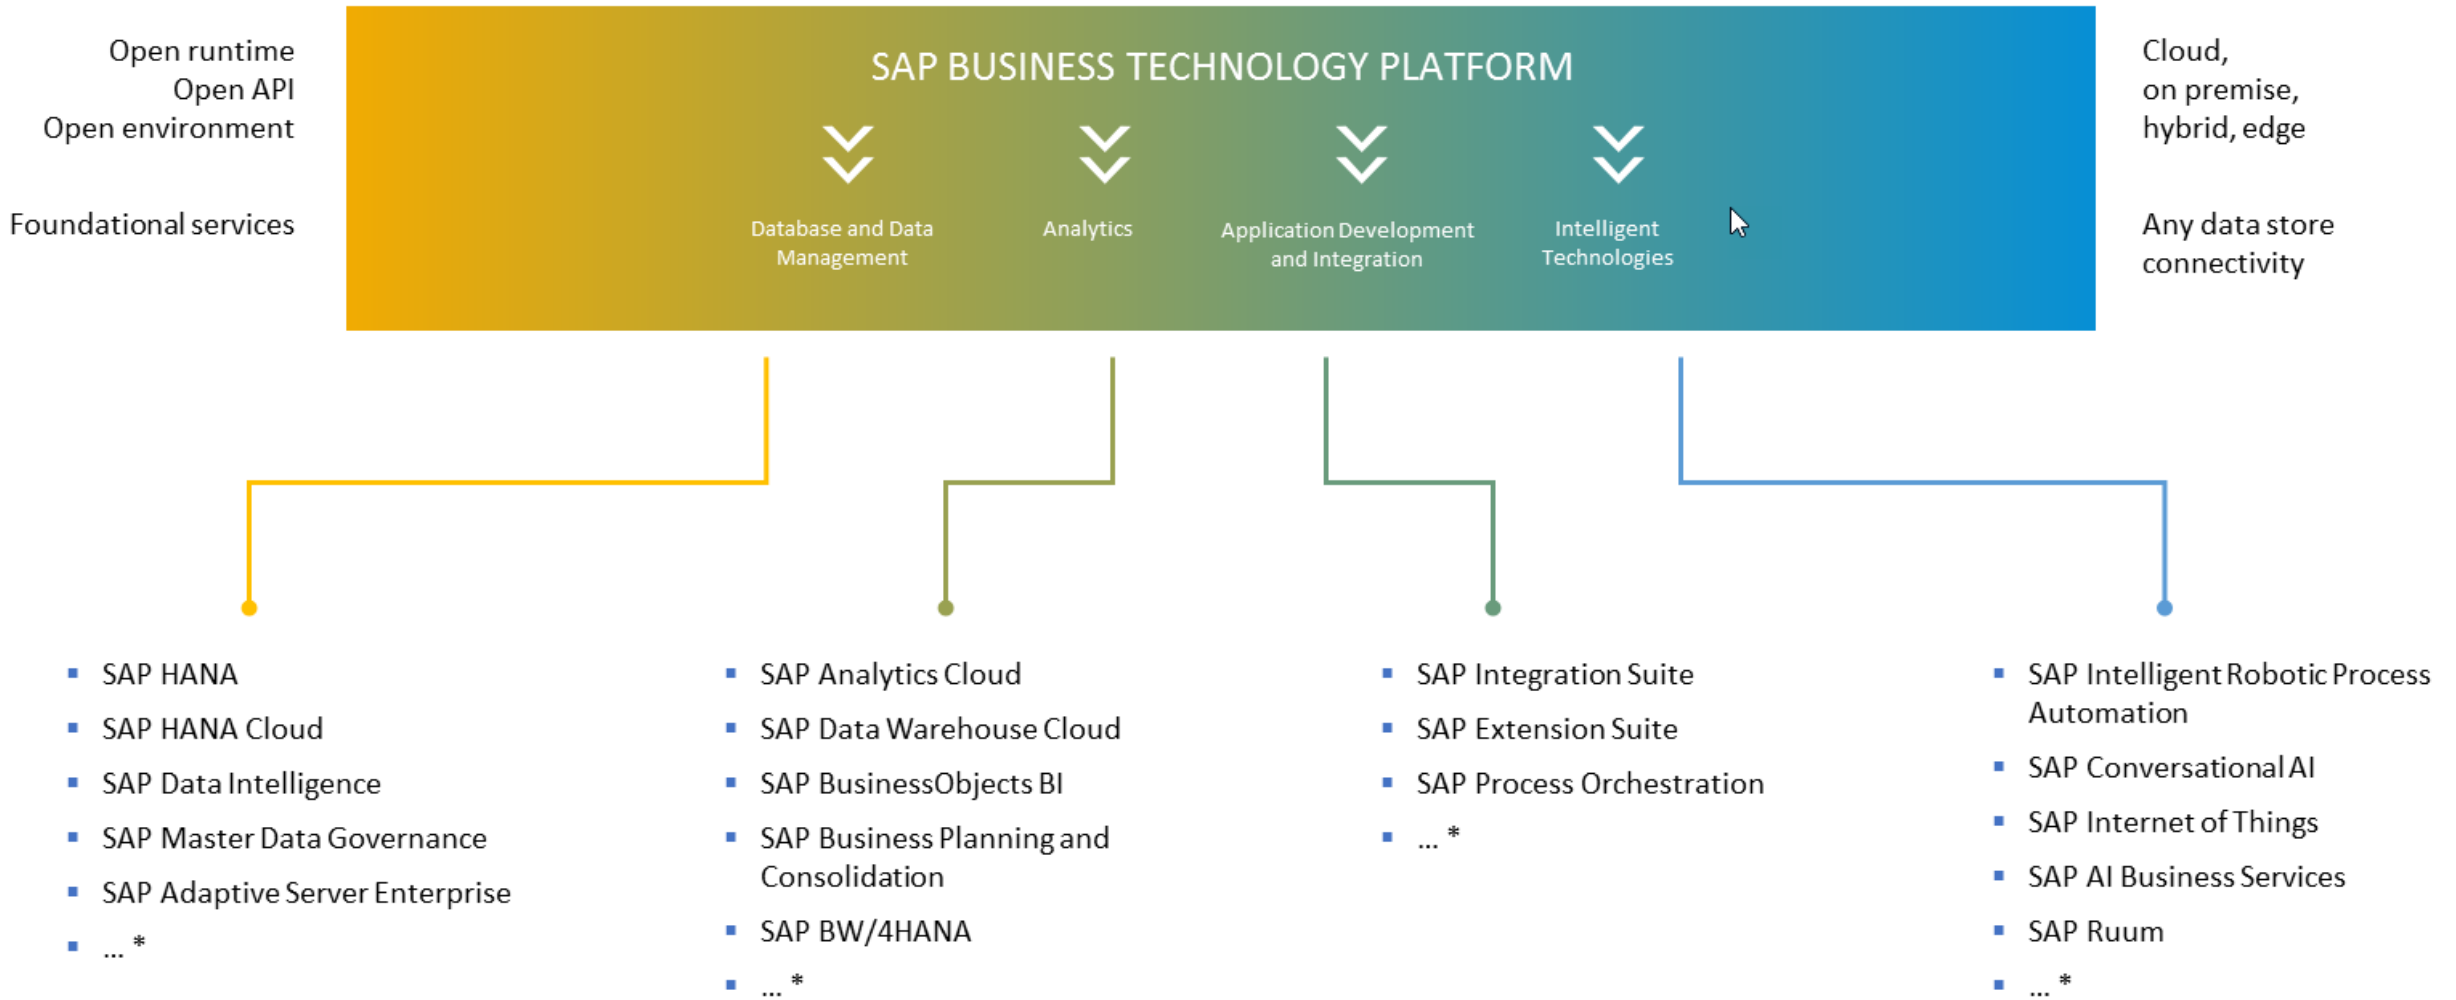 Open runtime
Open API
Open environment
Foundational services
SAP BUSINESS TECHNOLOGY PLATFORM
Database and Data
Management
Analytics
Application Development
and Integration
Intelligent
Technologies
Cloud,
on premise,
hybrid, edge
Any data store
connectivity
SAP HANA
SAP HANA Cloud
SAP Data Intelligence
SAP Master Data Governance
SAP Adaptive Server Enterprise
... *
SAP Analytics Cloud
SAP Data Warehouse Cloud
SAP BusinessObjects BI
SAP Business Planning and
Consolidation
SAP BW/4HANA
... *
SAP Integration Suite
SAP Extension Suite
SAP Process Orchestration
... *
SAP Intelligent Robotic Process
Automation
SAP Conversational AI
SAP Internet of Things
SAP AI Business Services
SAP Ruum
... *